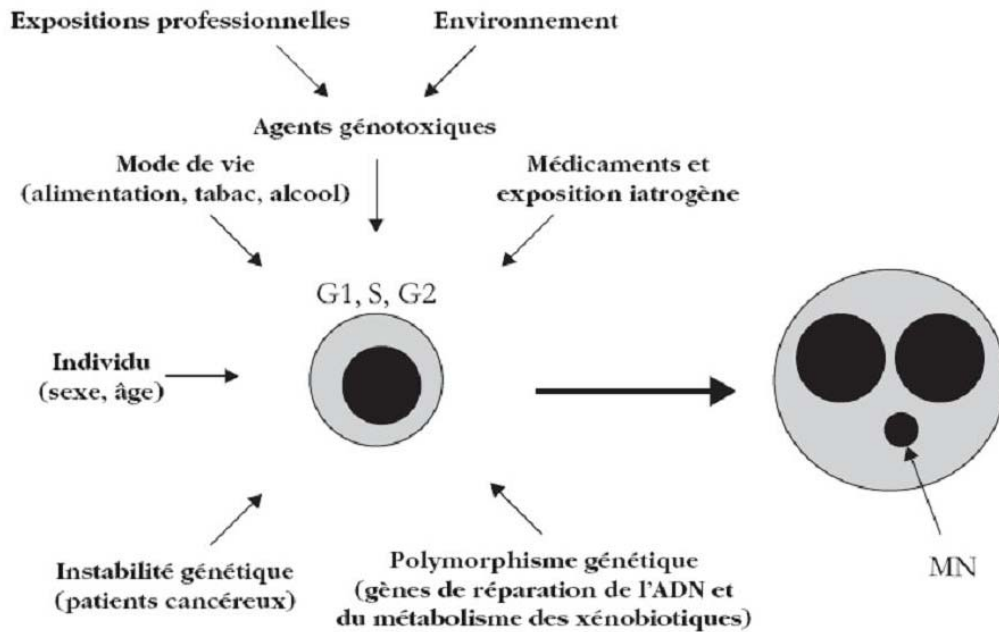 Expositions professionnelles
Environnement
Agents génotoxiques
Mode de vie
(alimentation, tabac, alcool)
Médicaments et
exposition iatrogène
G1, S, G2
Individu
(sexe, âge)
Instabilité génétique
(patients cancéreux)
Polymorphisme génétique
(gènes de réparation de l'ADN et
du métabolisme des xénobiotiques)
MN